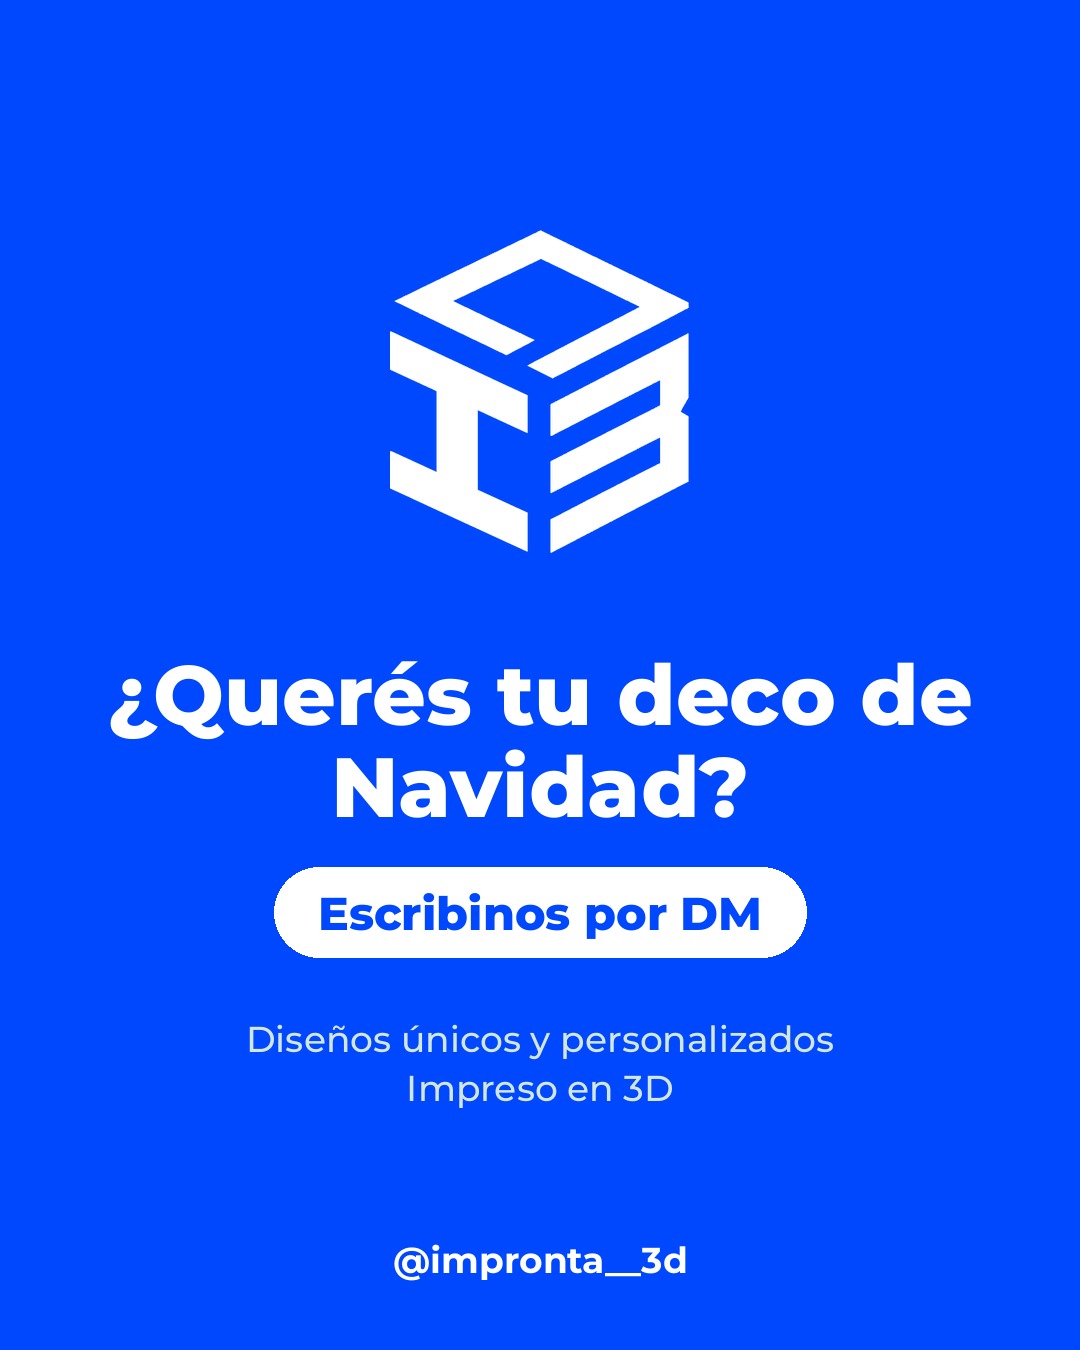 ¿Querés tu deco de
Navidad?
Escribinos por DM
Diseños únicos y personalizados
Impreso en 3D
@impronta__3d